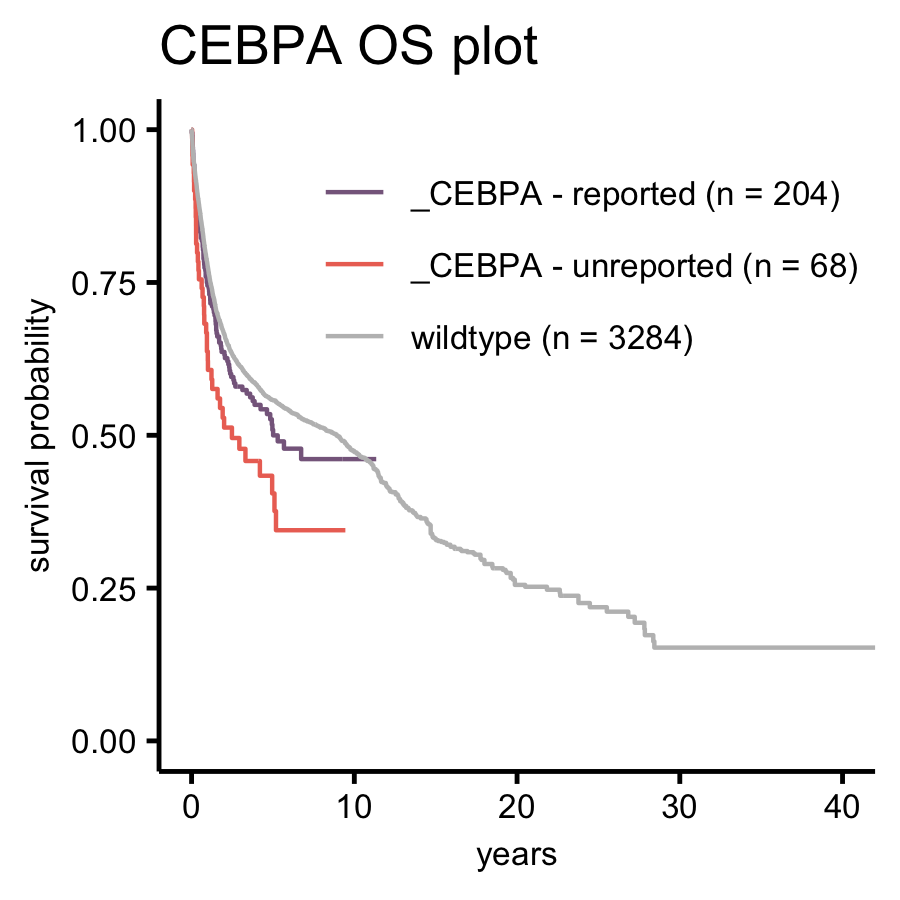 CEBPA OS plot
1.00
0.75
0.50
0.25
0.00
survival probability
_CEBPA - reported (n = 204)
_CEBPA - unreported (n = 68)
wildtype (n = 3284)
0 10 20 30 40
years